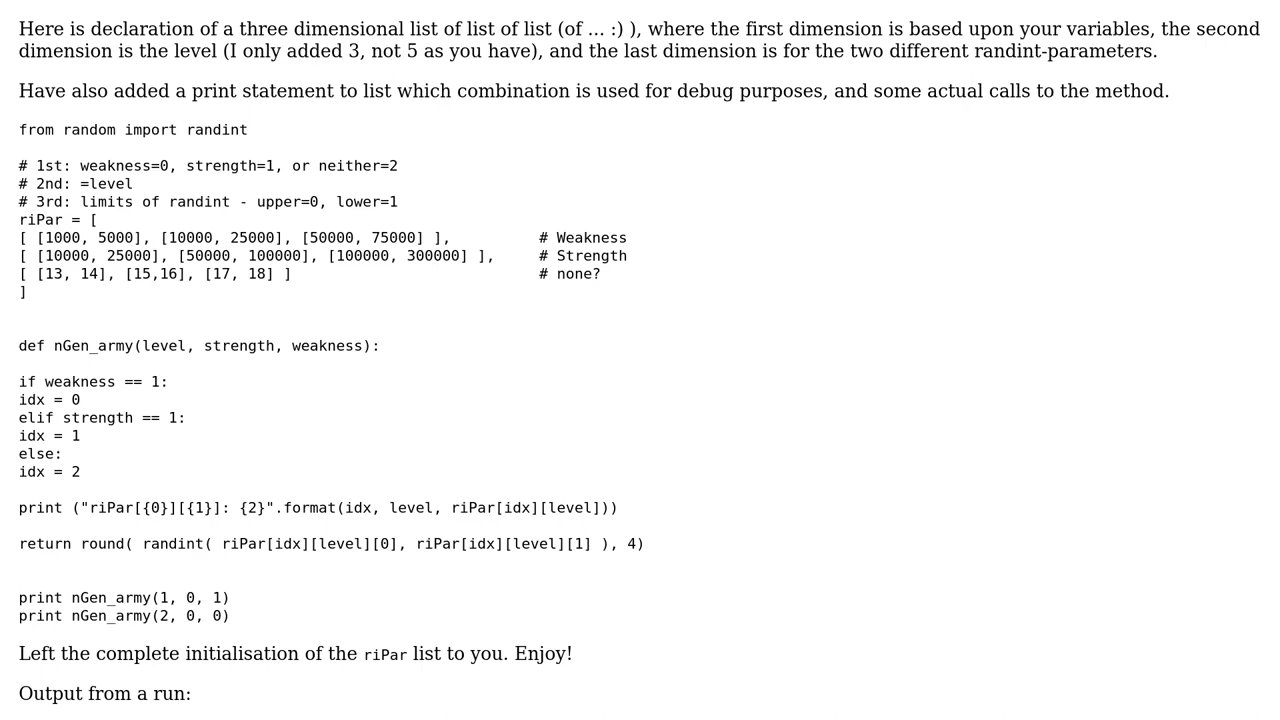 Here is declaration of a three dimensional list of list of list (of ... :) ), where the first dimension is based upon your variables, the second
dimension is the level (I only added 3, not 5 as you have), and the last dimension is for the two different randint-parameters.
Have also added a print statement to list which combination is used for debug purposes, and some actual calls to the method.
from random import randint
# 1st: weakness=0, strength=1, or neither=2
# 2nd: =level
# 3rd: limits of randint - upper=0, lower=1
riPar = [
[ [1000, 5000], [10000, 25000], [50000, 75000] ],          # Weakness
[ [10000, 25000], [50000, 100000], [100000, 300000] ],     # Strength
[ [13, 14], [15,16], [17, 18] ]                            # none?
]
def nGen_army(level, strength, weakness):
if weakness == 1:
idx = 0
elif strength == 1:
idx = 1
else:
idx = 2
print ("riPar[{0}][{1}]: {2}".format(idx, level, riPar[idx][level]))
return round( randint( riPar[idx][level][0], riPar[idx][level][1] ), 4)
print nGen_army(1, 0, 1)
print nGen_army(2, 0, 0)
Left the complete initialisation of the riPar list to you. Enjoy!
Output from a run: